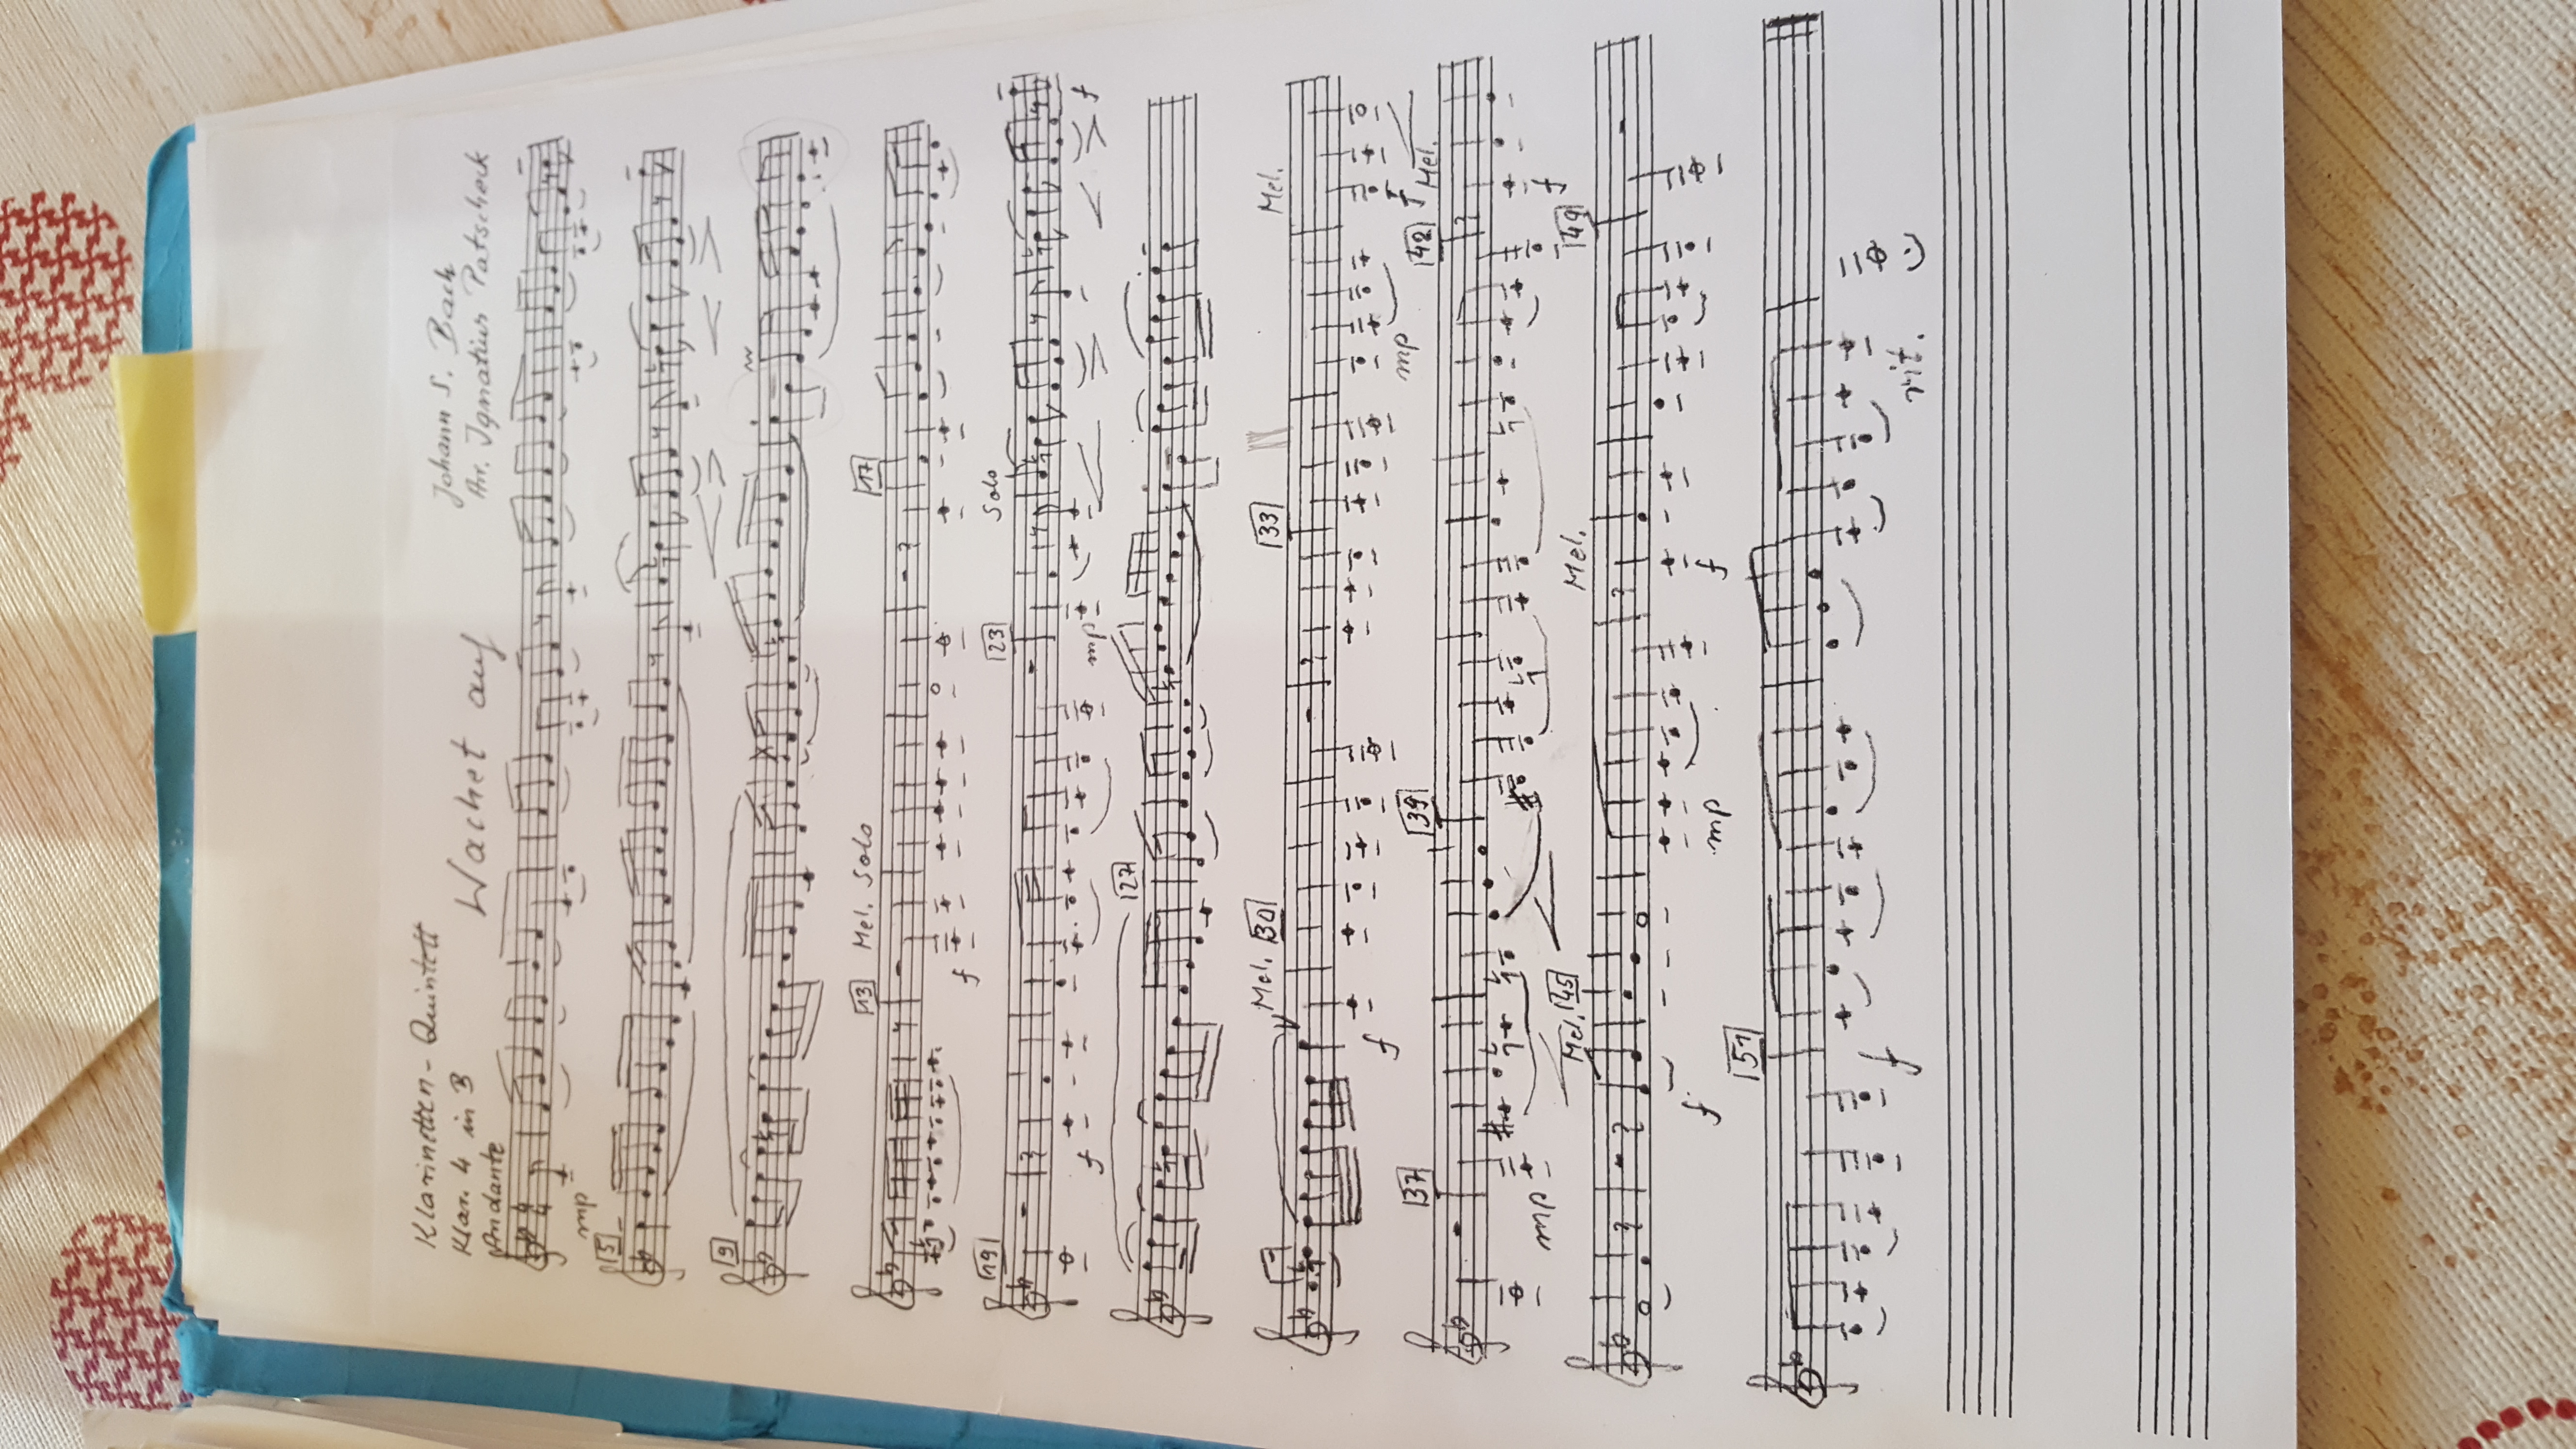 Klarinetten - Quintett
Klar. 4 in B
Wachet auf
Johann S. Bach
Arr. Ignatius Patscheck
Andante
4 4
mp
5
9
13 Mel. Solo 17
f
19 23 Solo
f mp f
27
Mel. 30 33 Mel.
f mp f
37 39 42 Mel.
mp f
Mel. 45 Mel. 49
f mp f
51
f rit.